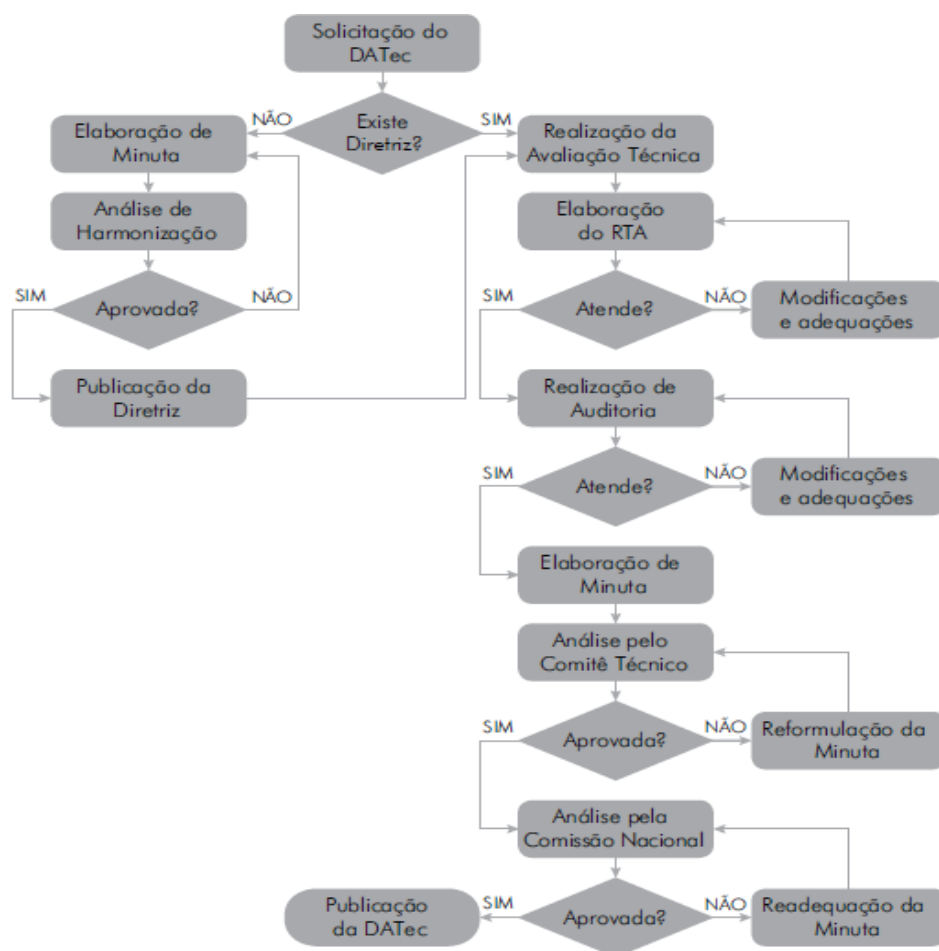 Solicitação do
DATec
Existe
Diretriz?
NÃO
SIM
Elaboração de
Minuta
Análise de
Harmonização
Aprovada?
SIM
NÃO
Publicação da
Diretriz
Realização da
Avaliação Técnica
Elaboração
do RTA
Atende?
SIM
NÃO
Modificações
e adequações
Realização de
Auditoria
Atende?
SIM
NÃO
Modificações
e adequações
Elaboração de
Minuta
Análise pelo
Comitê Técnico
Aprovada?
SIM
NÃO
Reformulação da
Minuta
Análise pela
Comissão Nacional
Aprovada?
SIM
NÃO
Readequação da
Minuta
Publicação
da DATec